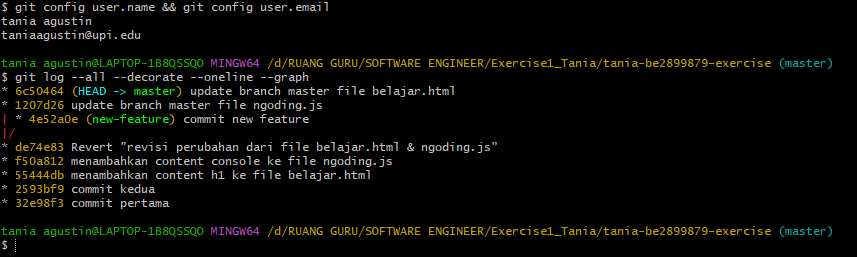 $ git config user.name && git config user.email
tania agustin
taniaagustin@upi.edu
tania agustin@LAPTOP-1B8QSSQO MINGW64 /d/RUANG GURU/SOFTWARE ENGINEER/Exercise1_Tania/tania-be2899879-exercise (master)
$ git log --all --decorate --oneline --graph
* 6c50464 (HEAD -> master) update branch master file belajar.html
* 1207d26 update branch master file ngoding.js
| * 4e52a0e (new-feature) commit new feature
|/
* de74e83 Revert "revisi perubahan dari file belajar.html & ngoding.js"
* f50a812 menambahkan content console ke file ngoding.js
* 55444db menambahkan content h1 ke file belajar.html
* 2593bf9 commit kedua
* 32e98f3 commit pertama
tania agustin@LAPTOP-1B8QSSQO MINGW64 /d/RUANG GURU/SOFTWARE ENGINEER/Exercise1_Tania/tania-be2899879-exercise (master)
$